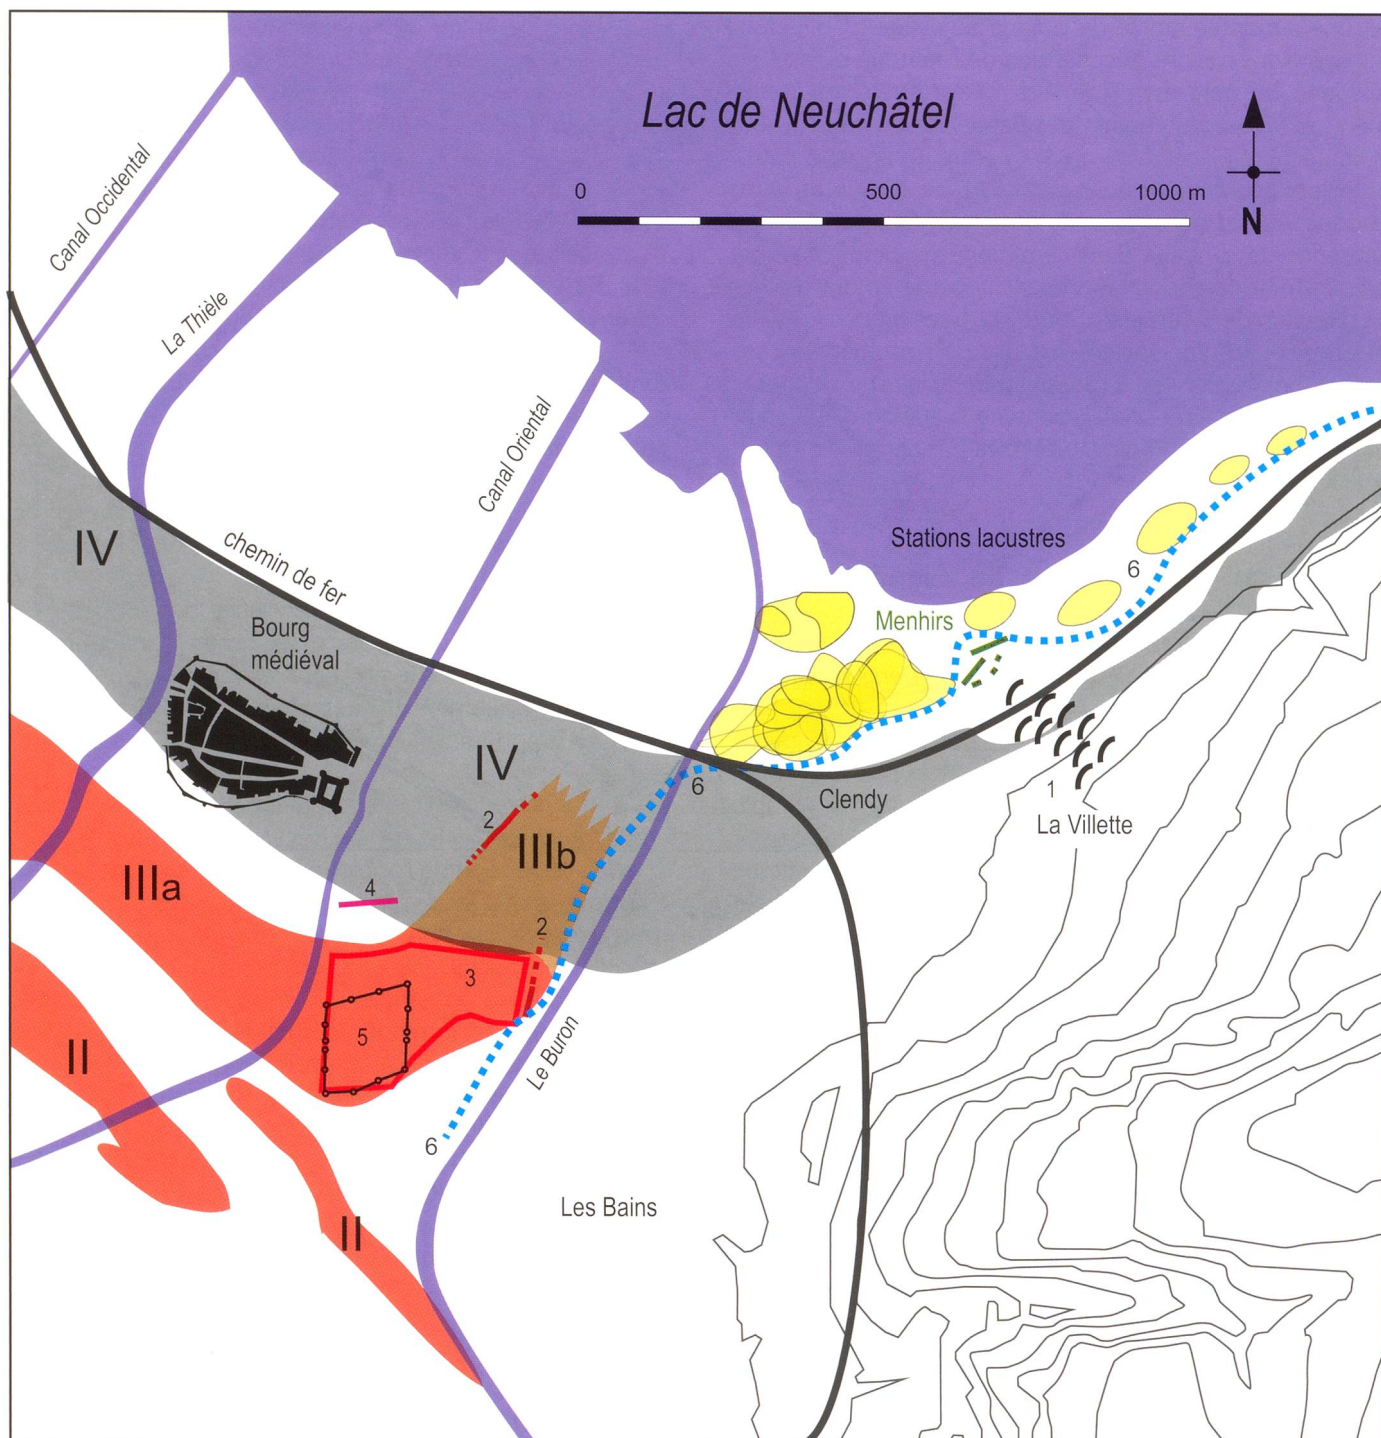 Lac de Neuchâtel
0 500 1000 m
N
Canal Occidental
La Thièle
Canal Oriental
chemin de fer
Stations lacustres
6
IV
Menhirs
Bourg
médiéval
IV
6
Clendy
1
La Villette
2
IIIb
IIIa
4
2
3
5
II
Le Buron
6
Les Bains
II